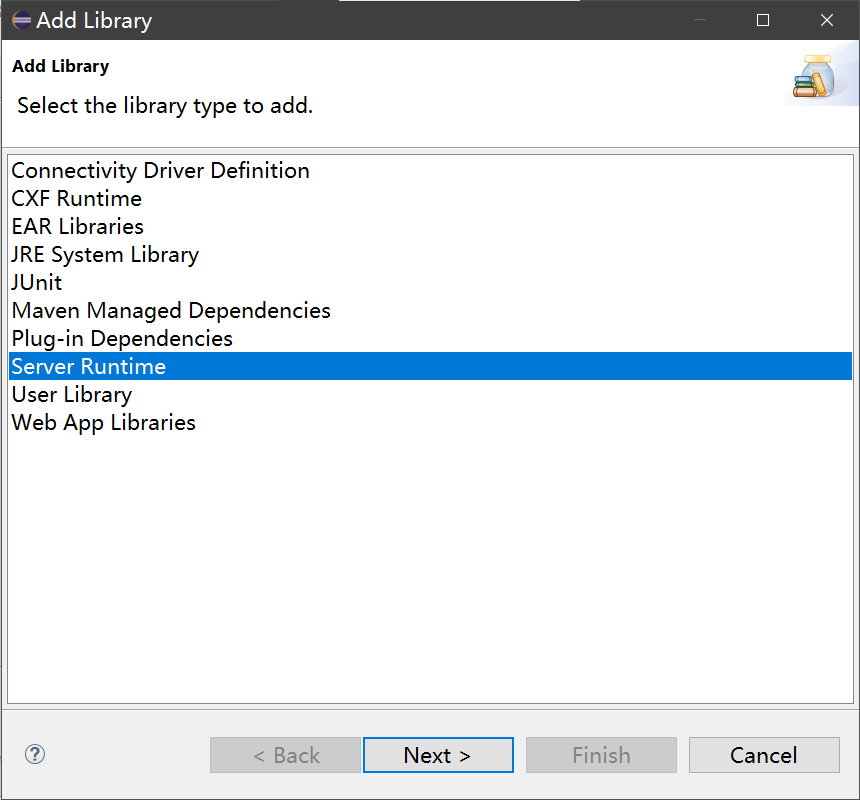 Add Library
Add Library
Select the library type to add.
Connectivity Driver Definition
CXF Runtime
EAR Libraries
JRE System Library
JUnit
Maven Managed Dependencies
Plug-in Dependencies
Server Runtime
User Library
Web App Libraries
?
< Back
Next >
Finish
Cancel